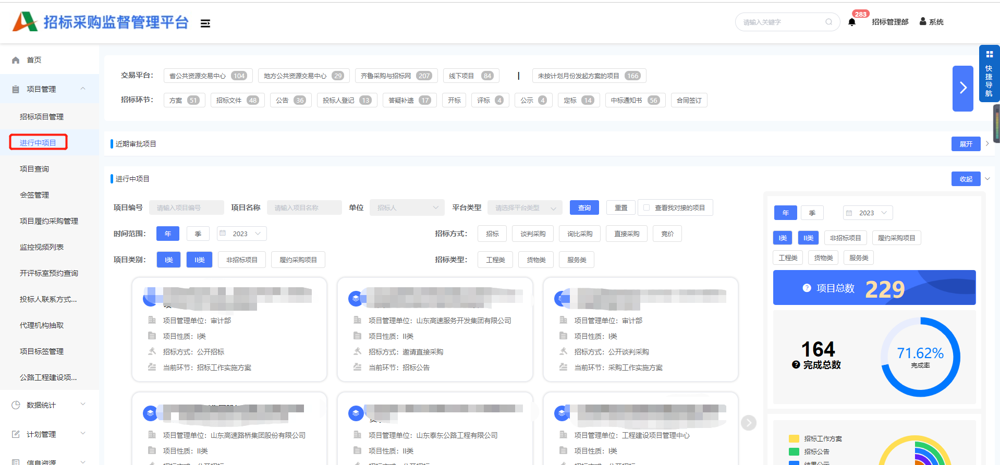 招标采购监督管理平台
请输入关键字
283
招标管理部
系统
首页
项目管理
招标项目管理
进行中项目
项目查询
会签管理
项目履约采购管理
监控视频列表
开评标室预约查询
投标人联系方式...
代理机构抽取
项目标签管理
公路工程建设项...
数据统计
计划管理
信息资源
快捷导航
交易平台： 省公共资源交易中心 104 地方公共资源交易中心 29 齐鲁采购与招标网 207 线下项目 84 | 未按计划月份发起方案的项目 166
招标环节： 方案 51 招标文件 48 公告 36 投标人登记 13 答疑补遗 17 开标 评标 4 公示 4 定标 14 中标通知书 56 合同签订
近期审批项目 展开
进行中项目 收起
项目编号 请输入项目编号 项目名称 请输入项目名称 单位 招标人 平台类型 请选择平台类型 查询 重置 查看我对接的项目
时间范围： 年 季 2023 招标方式： 招标 谈判采购 询比采购 直接采购 竞价
项目类别： I类 II类 非招标项目 履约采购项目 招标类型： 工程类 货物类 服务类
项目管理单位：审计部
项目性质：I类
招标方式：公开招标
当前环节：招标工作实施方案
项目管理单位：山东高速服务开发集团有限公司
项目性质：II类
招标方式：邀请直接采购
当前环节：招标公告
项目管理单位：审计部
项目性质：I类
招标方式：公开谈判采购
当前环节：采购工作实施方案
项目管理单位：山东高速路桥集团股份有限公司
项目性质：II类
招标方式：公开招标
项目管理单位：山东泰东公路工程有限公司
项目性质：II类
招标方式：公开招标
项目管理单位：工程建设项目管理中心
项目性质：I类
招标方式：公开招标
年 季 2023
I类 II类 非招标项目 履约采购项目
工程类 货物类 服务类
项目总数 229
164
完成总数
71.62%
完成率
招标工作方案
招标公告
结果公示